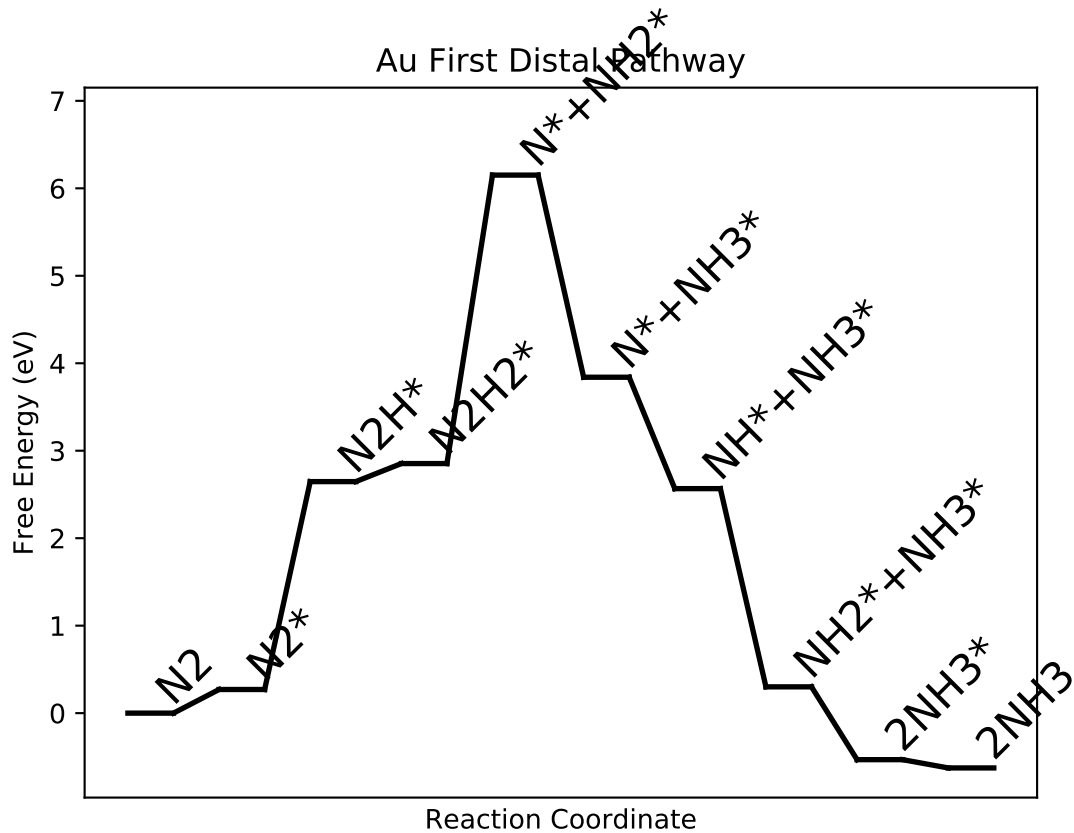 Au First Distal Pathway
N*+NH2*
7
6
5
4
3
2
1
0
Free Energy (eV)
N2
N2*
N2H*
N2H2*
N*+NH3*
NH*+NH3*
NH2*+NH3*
2NH3*
2NH3
Reaction Coordinate